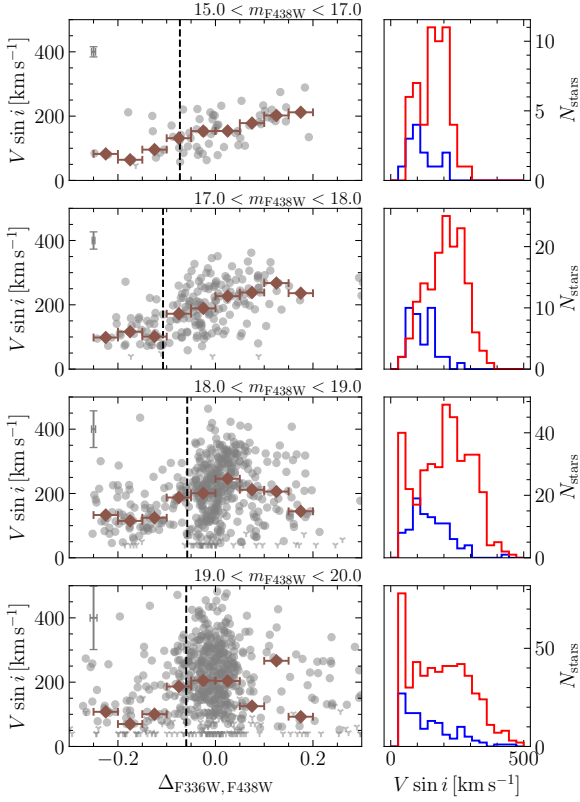 15.0 < m_F438W < 17.0
400
200
0
V sin i [km s⁻¹]
10
5
0
N_stars
17.0 < m_F438W < 18.0
400
200
0
V sin i [km s⁻¹]
20
10
0
N_stars
18.0 < m_F438W < 19.0
400
200
0
V sin i [km s⁻¹]
40
20
0
N_stars
19.0 < m_F438W < 20.0
400
200
0
V sin i [km s⁻¹]
50
0
N_stars
−0.2 0.0 0.2
Δ_F336W, F438W
0 500
V sin i [km s⁻¹]